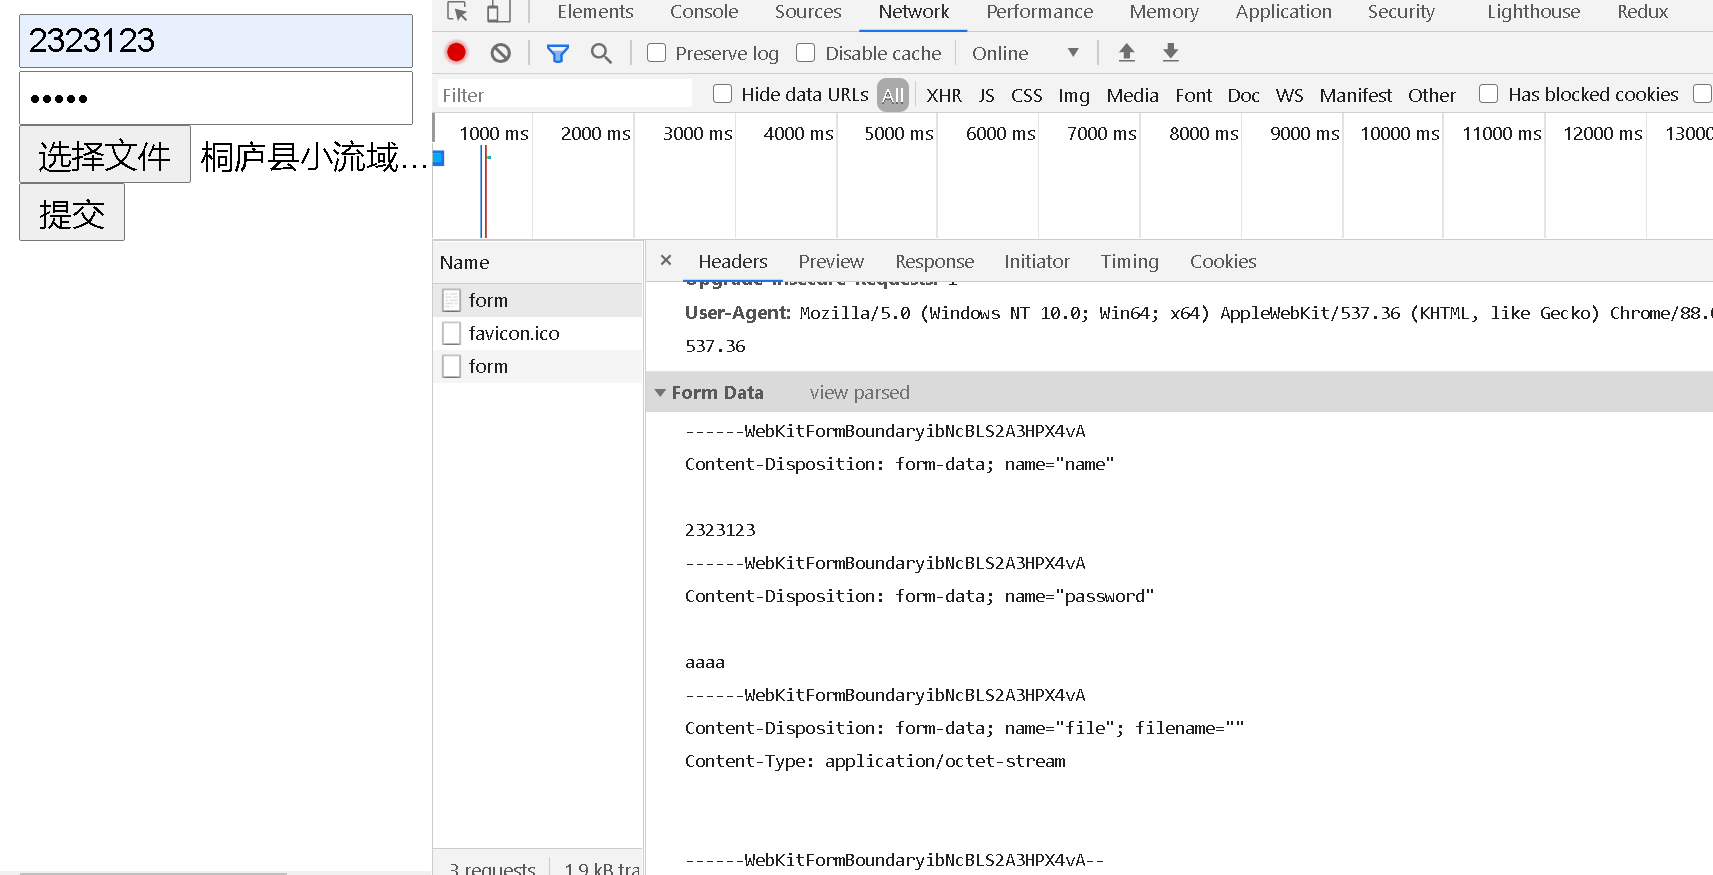 2323123
•••••
选择文件 桐庐县小流域...
提交
Elements Console Sources Network Performance Memory Application Security Lighthouse Redux
Preserve log Disable cache Online
Filter Hide data URLs All XHR JS CSS Img Media Font Doc WS Manifest Other Has blocked cookies
1000 ms 2000 ms 3000 ms 4000 ms 5000 ms 6000 ms 7000 ms 8000 ms 9000 ms 10000 ms 11000 ms 12000 ms 13000
Name
form
favicon.ico
form
3 requests 1.9 kB tra
× Headers Preview Response Initiator Timing Cookies
Upgrade-Insecure-Requests: 1
User-Agent: Mozilla/5.0 (Windows NT 10.0; Win64; x64) AppleWebKit/537.36 (KHTML, like Gecko) Chrome/88.0
537.36
Form Data view parsed
------WebKitFormBoundaryibNcBLS2A3HPX4vA
Content-Disposition: form-data; name="name"
2323123
------WebKitFormBoundaryibNcBLS2A3HPX4vA
Content-Disposition: form-data; name="password"
aaaa
------WebKitFormBoundaryibNcBLS2A3HPX4vA
Content-Disposition: form-data; name="file"; filename=""
Content-Type: application/octet-stream
------WebKitFormBoundaryibNcBLS2A3HPX4vA--